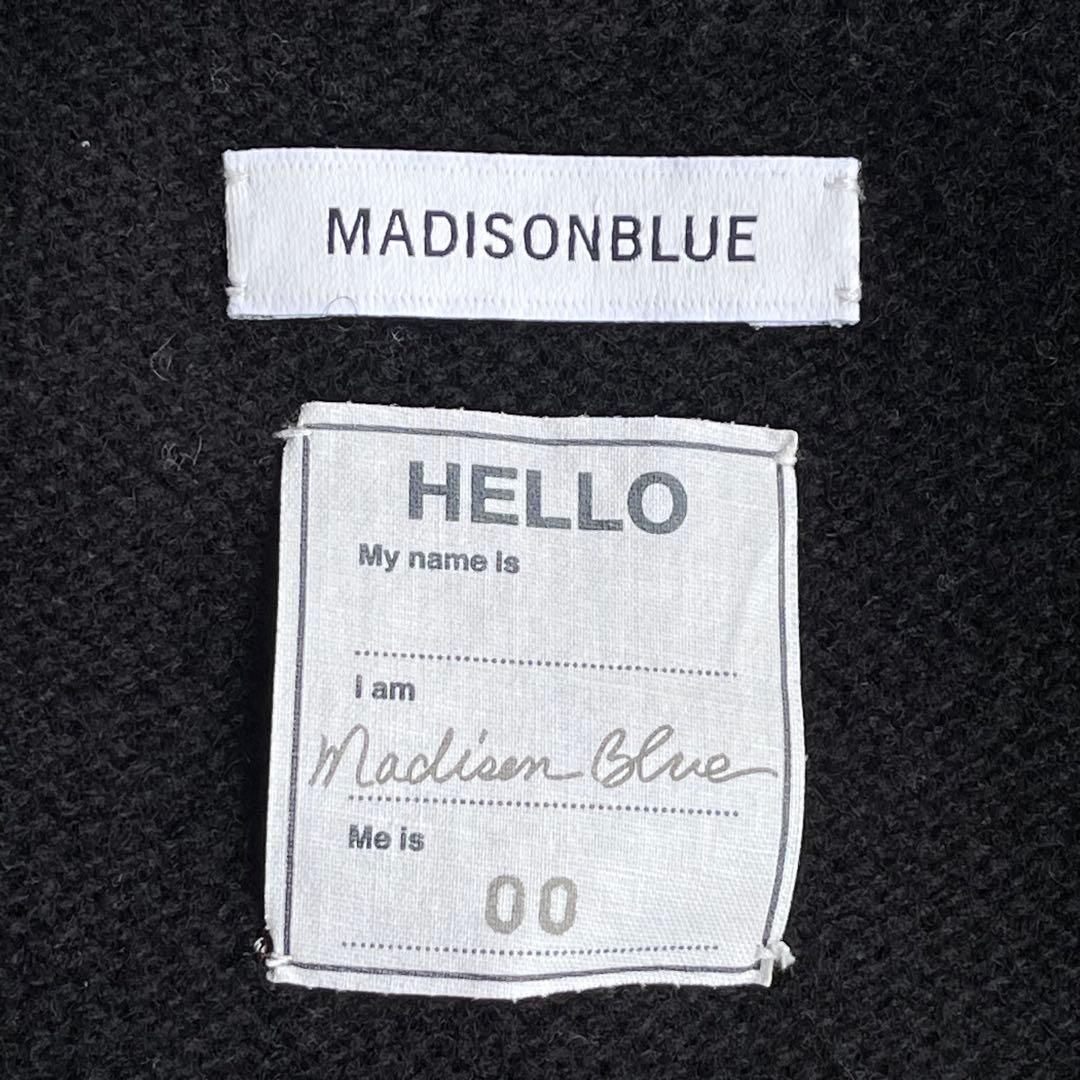 MADISONBLUE
HELLO
My name is
I am
Madison Blue
Me is
00